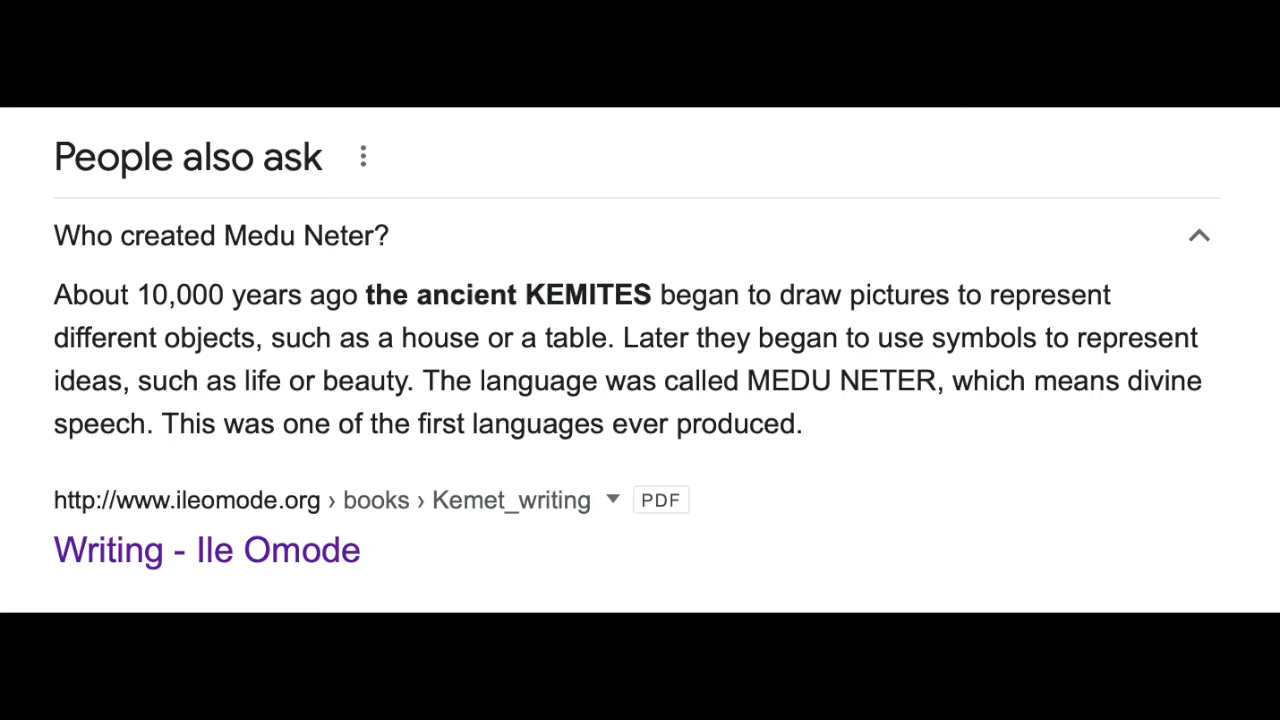 People also ask
Who created Medu Neter?
About 10,000 years ago the ancient KEMITES began to draw pictures to represent
different objects, such as a house or a table. Later they began to use symbols to represent
ideas, such as life or beauty. The language was called MEDU NETER, which means divine
speech. This was one of the first languages ever produced.
http://www.ileomode.org › books › Kemet_writing PDF
Writing - Ile Omode